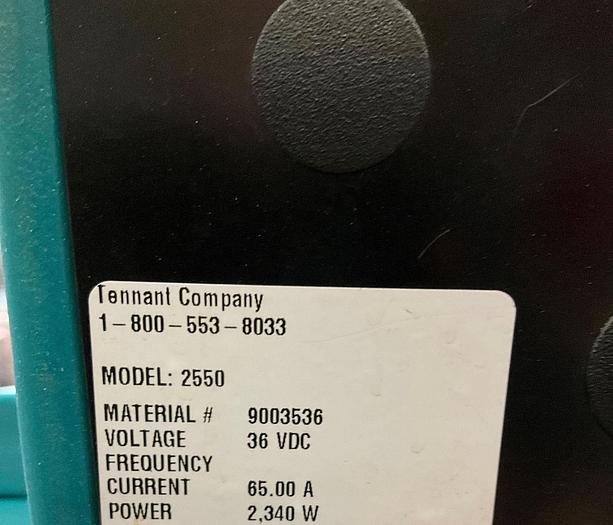 Tennant Company
1-800-553-8033
MODEL: 2550
MATERIAL # 9003536
VOLTAGE 36 VDC
FREQUENCY
CURRENT 65.00 A
POWER 2,340 W